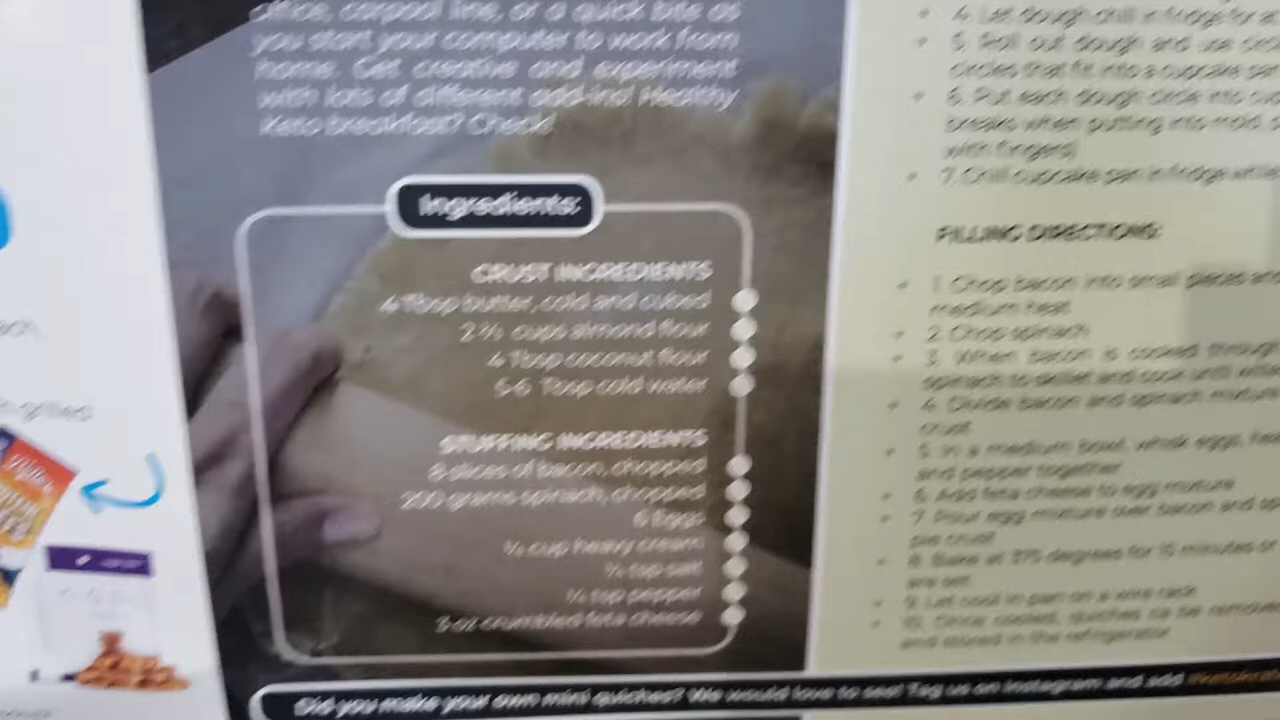 office, carpool line, or a quick bite as
you start your computer to work from
home. Get creative and experiment
with lots of different add-ins! Healthy
Keto breakfast? Check!
Ingredients:
CRUST INGREDIENTS
4 Tbsp butter, cold and cubed
cups almond flour
4 Tbsp coconut flour
5-6 Tbsp cold water
STUFFING INGREDIENTS
8 slices of bacon, chopped
200 grams spinach, chopped
6 Eggs
cup heavy cream
tsp salt
tsp pepper
3 oz crumbled feta cheese
4. Let dough chill in fridge for at
5. Roll out dough and use
circles that fit into a cupcake pan
6. Put each dough circle into
breaks when putting into mold,
with fingers)
7. Chill cupcake pan in fridge while
FILLING DIRECTIONS:
1. Chop bacon into small pieces and
medium heat
2. Chop spinach
3. When bacon is cooked through
spinach to skillet and cook until
4. Divide bacon and spinach mixture
crust
5. In a medium bowl, whisk eggs,
and pepper together
6. Add feta cheese to egg mixture
7. Pour egg mixture over bacon and
pie crust
8. Bake at 375 degrees for 15 minutes or
are set
9. Let cool in pan on a wire rack
10. Once cooled, quiches can be removed
and stored in the refrigerator
Did you make your own mini quiches? We would love to see! Tag us on Instagram and add
grilled